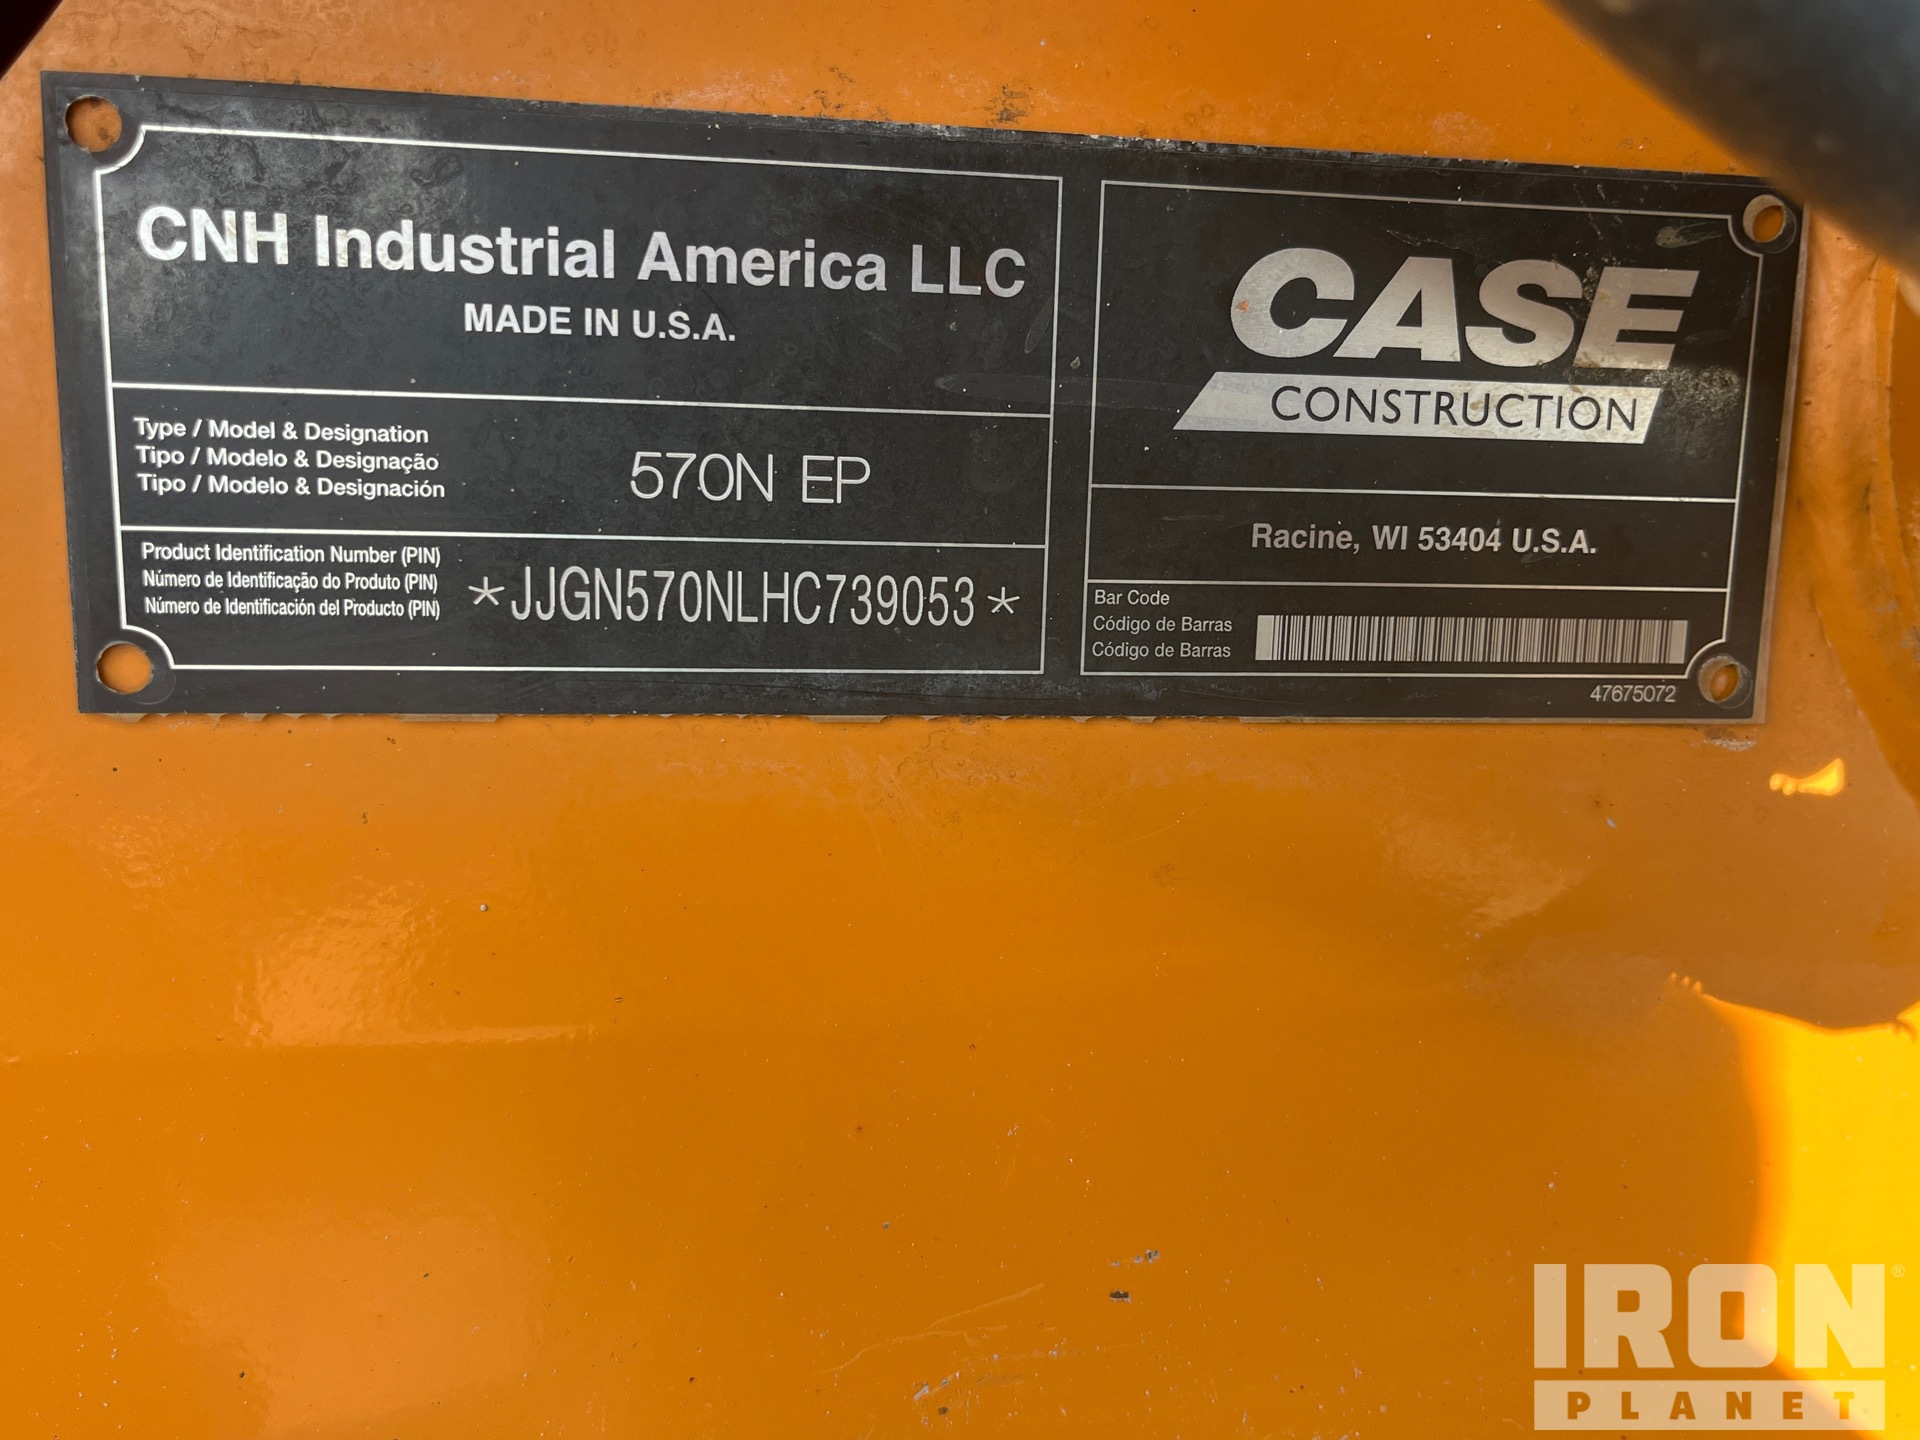 CNH Industrial America LLC
MADE IN U.S.A.
Type / Model & Designation
Tipo / Modelo & Designação
Tipo / Modelo & Designación
570N EP
Product Identification Number (PIN)
Número de Identificação do Produto (PIN)
Número de Identificación del Producto (PIN)
*JJGN570NLHC739053*
CASE
CONSTRUCTION
Racine, WI 53404 U.S.A.
Bar Code
Código de Barras
Código de Barras
47675072
IRON®
PLANET